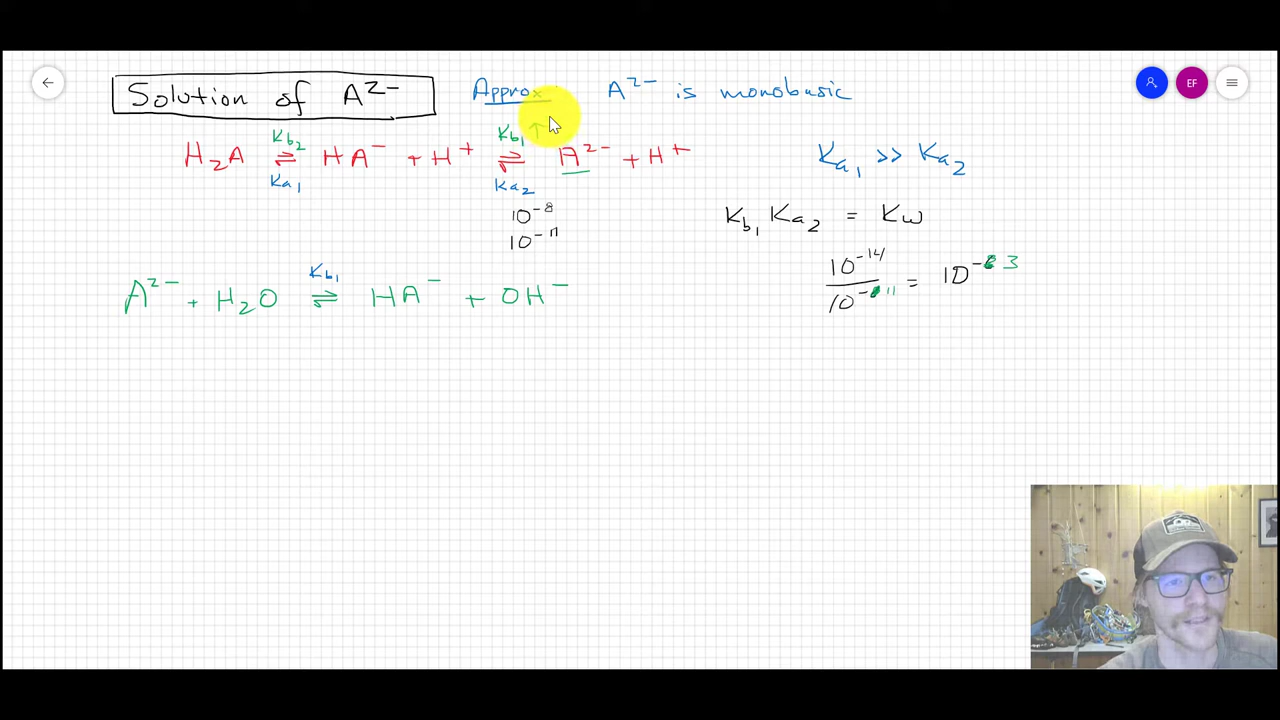 Solution of A²⁻ Approx A²⁻ is monobasic
Kb₂ Kb₁ ↑
H₂A ⇌ HA⁻ + H⁺ ⇌ A²⁻ + H⁺ Ka₁ >> Ka₂
Ka₁ Ka₂
10⁻⁸
10⁻¹¹
Kb₁ Ka₂ = Kw
10⁻¹⁴
10⁻ 11 = 10⁻ 3
Kb₁
A²⁻ + H₂O ⇌ HA⁻ + OH⁻
EF